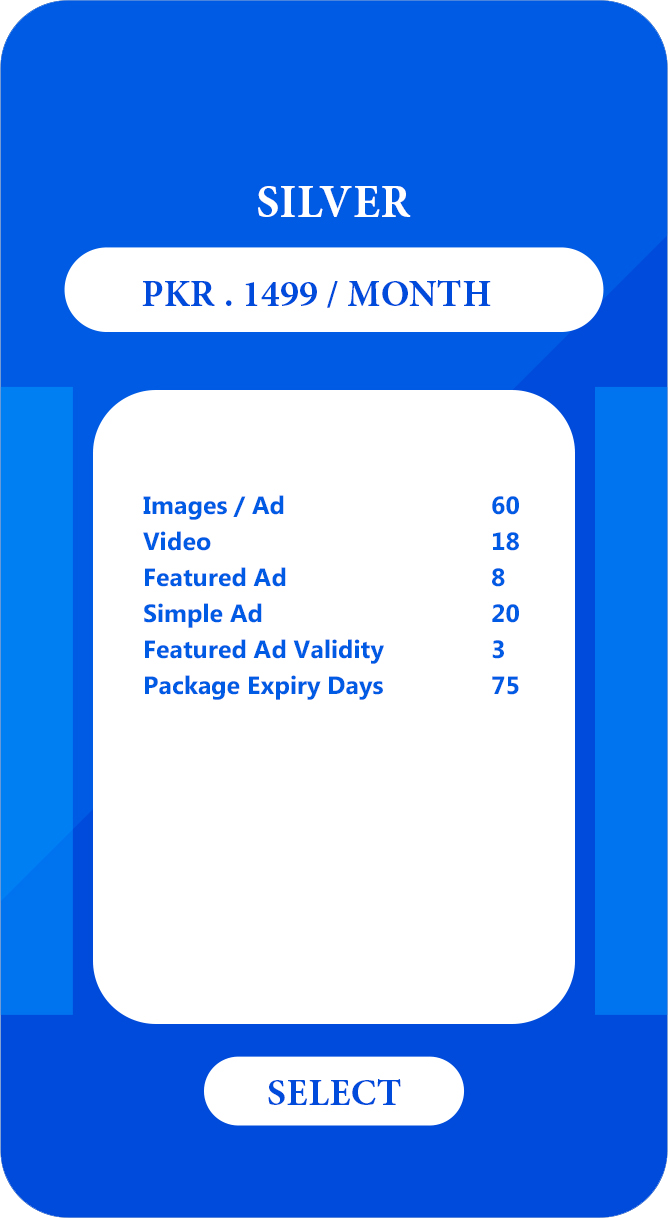 SILVER
PKR . 1499 / MONTH
Images / Ad 60
Video 18
Featured Ad 8
Simple Ad 20
Featured Ad Validity 3
Package Expiry Days 75
SELECT